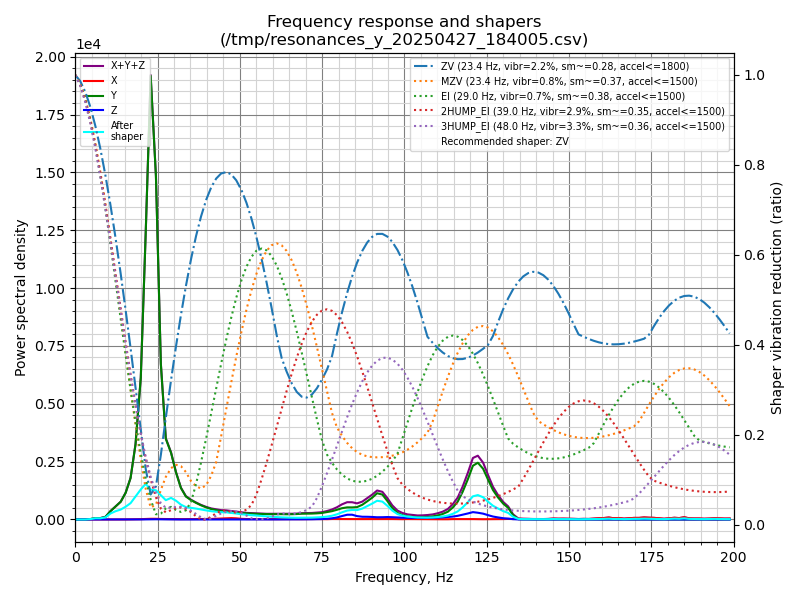 Frequency response and shapers
(/tmp/resonances_y_20250427_184005.csv)
1e4
X+Y+Z
X
Y
Z
After
shaper
ZV (23.4 Hz, vibr=2.2%, sm~=0.28, accel<=1800)
MZV (23.4 Hz, vibr=0.8%, sm~=0.37, accel<=1500)
EI (29.0 Hz, vibr=0.7%, sm~=0.38, accel<=1500)
2HUMP_EI (39.0 Hz, vibr=2.9%, sm~=0.35, accel<=1500)
3HUMP_EI (48.0 Hz, vibr=3.3%, sm~=0.36, accel<=1500)
Recommended shaper: ZV
Power spectral density
2.00
1.75
1.50
1.25
1.00
0.75
0.50
0.25
0.00
1.0
0.8
0.6
0.4
0.2
0.0
Shaper vibration reduction (ratio)
0 25 50 75 100 125 150 175 200
Frequency, Hz